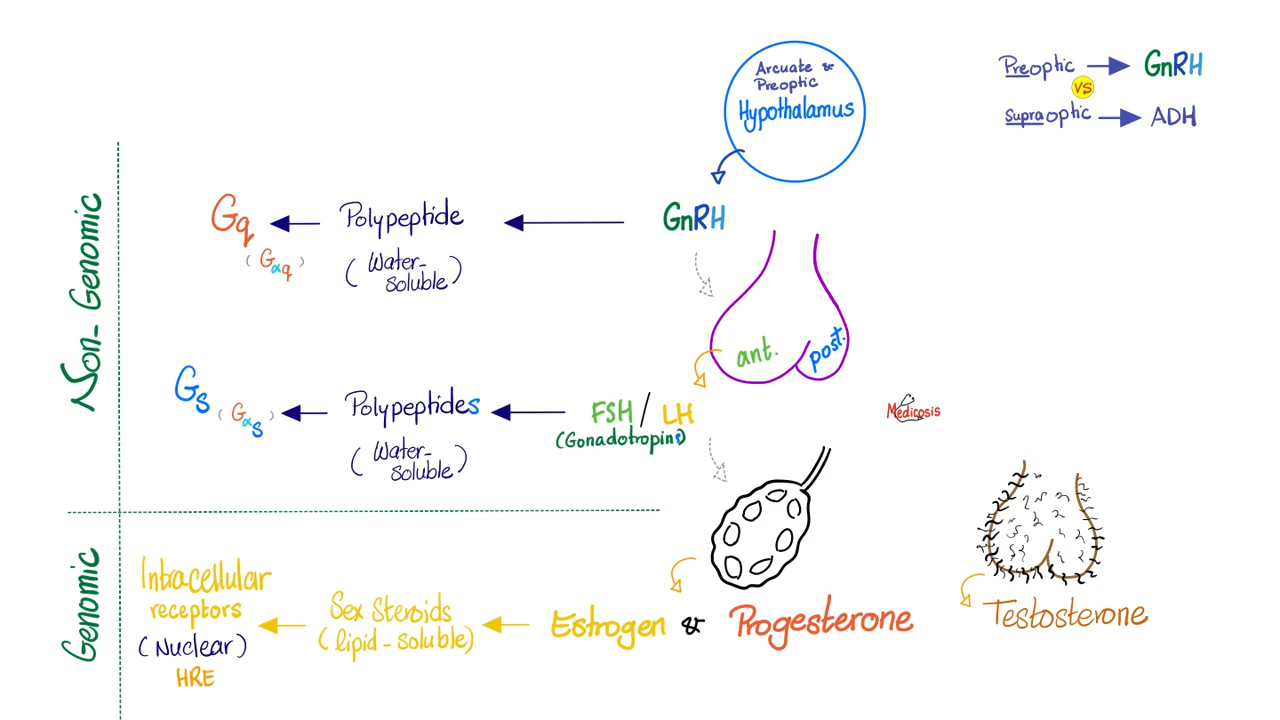 Arcuate &
Preoptic
Hypothalamus
Preoptic → GnRH
VS
Supraoptic → ADH
Non-Genomic
Gq ← Polypeptide ← GnRH
(Gαq)
(Water-
soluble)
ant. post.
Gs (Gαs) ← Polypeptides ← FSH / LH
(Gonadotropins)
(Water-
soluble)
Medicosis
Genomic
Intracellular
receptors
(Nuclear)
HRE
← Sex Steroids
(lipid-soluble)
← Estrogen & Progesterone
Testosterone